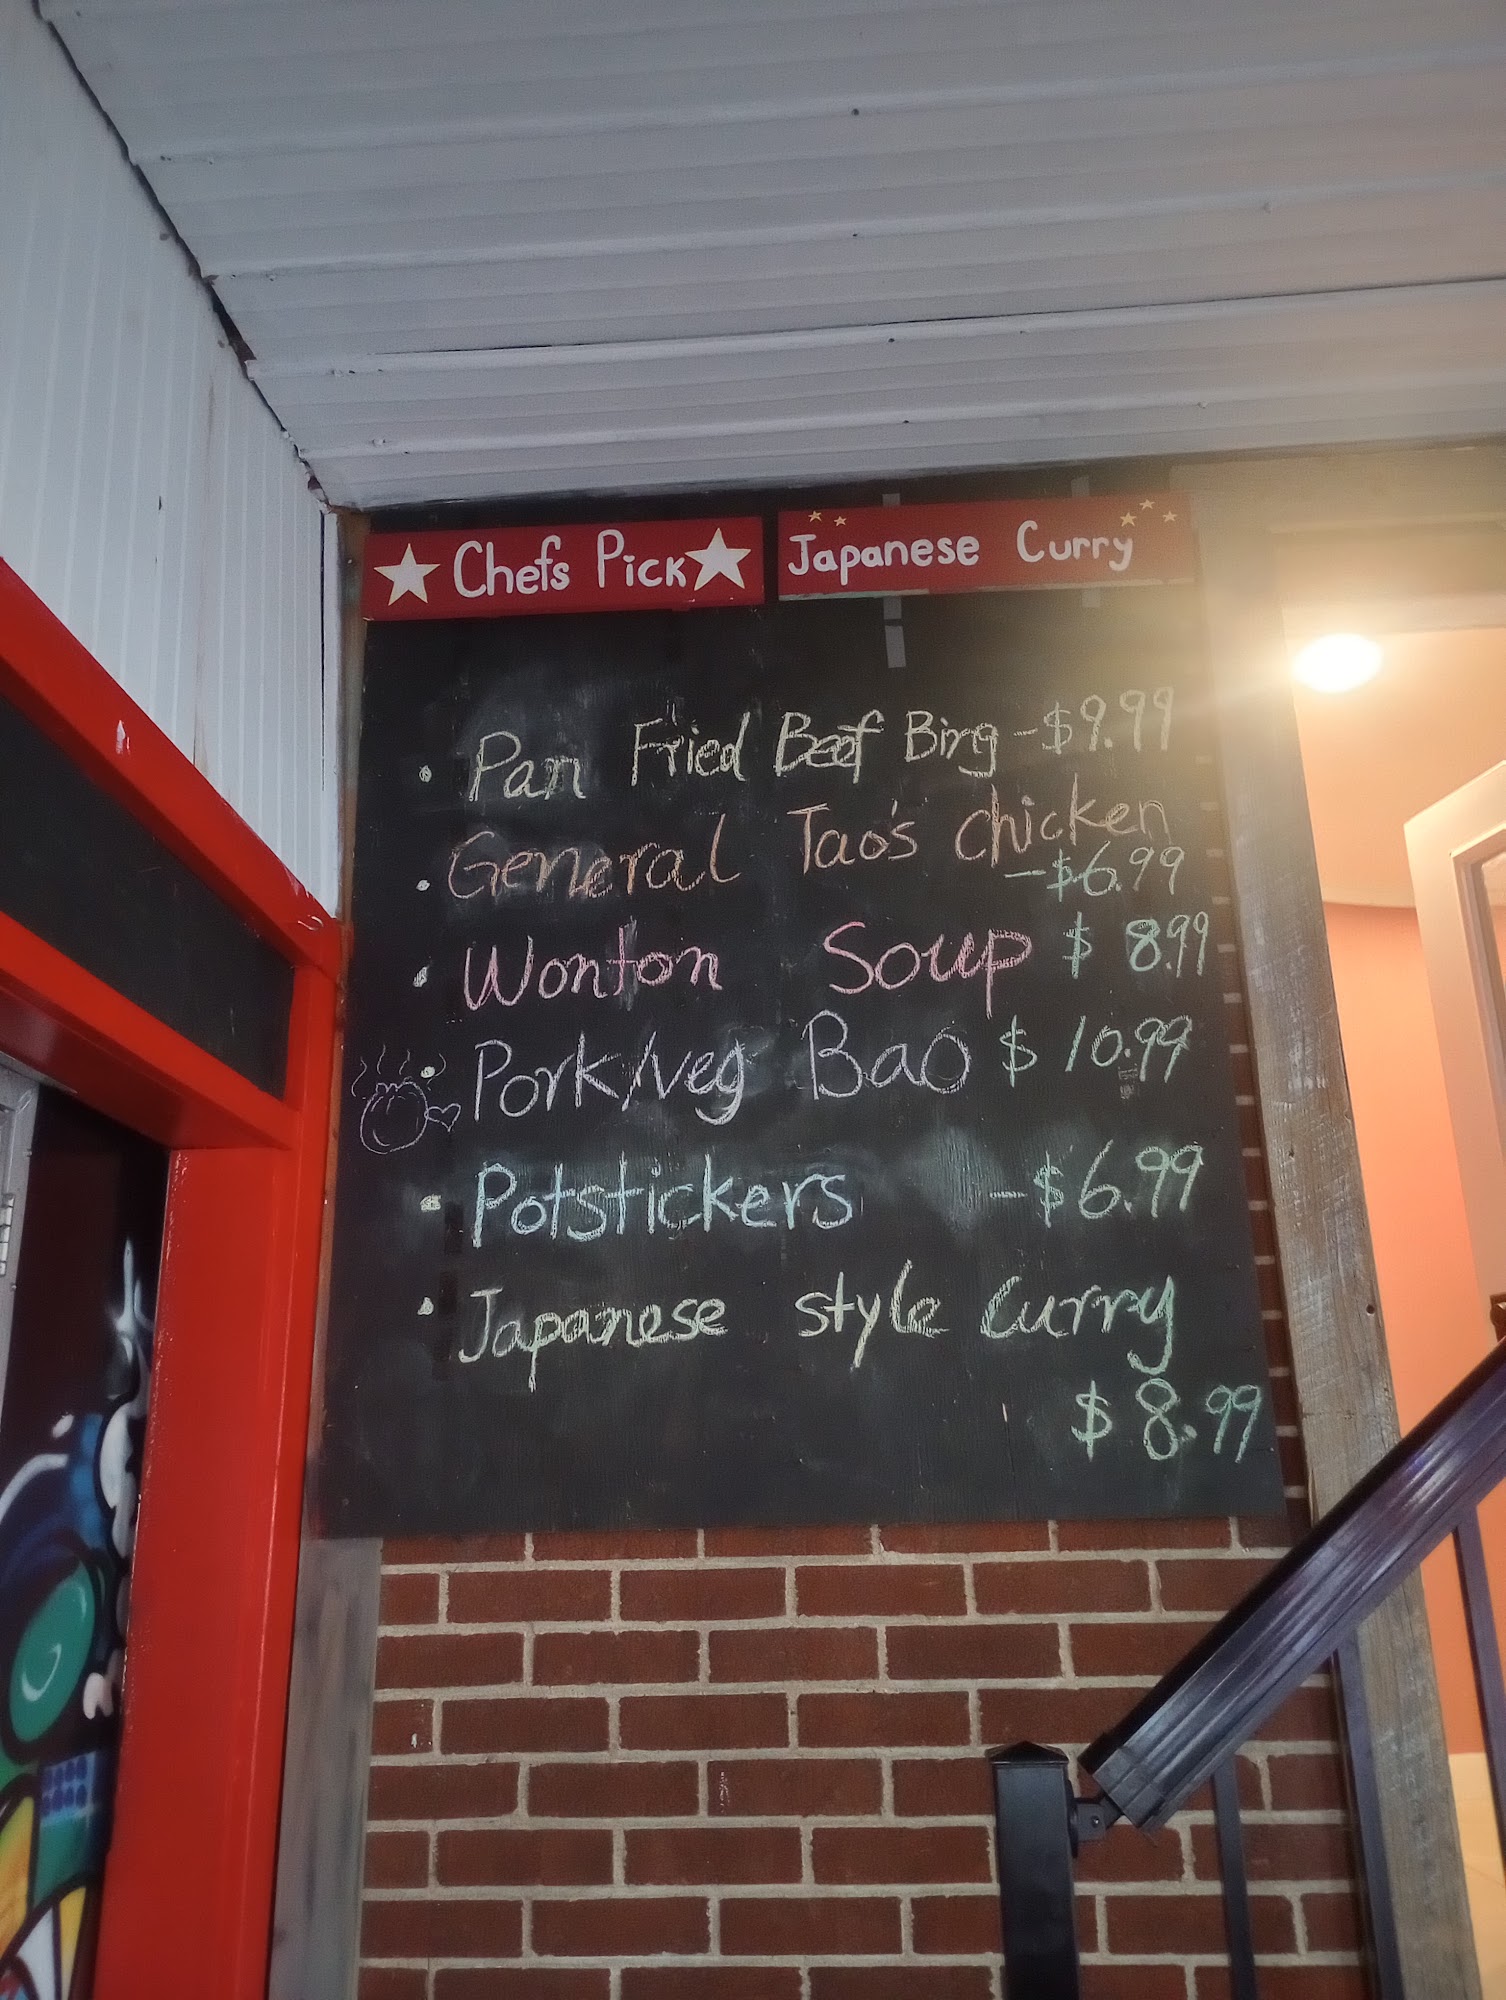 Chefs Pick
Japanese Curry
• Pan Fried Beef Bing - $9.99
• General Tao's chicken
- $6.99
• Wonton Soup $8.99
• Pork/veg Bao $10.99
• Potstickers - $6.99
• Japanese style Curry
$8.99